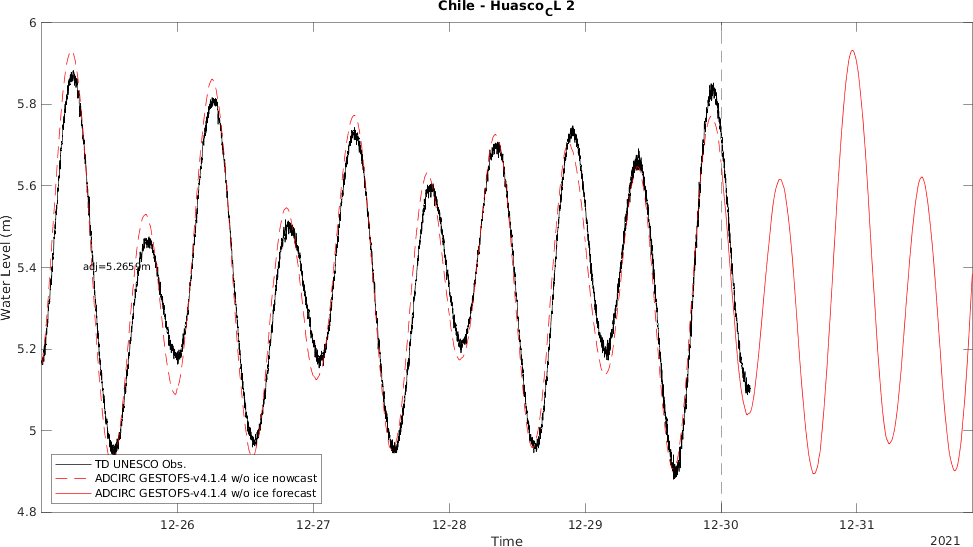 Chile - HuascoCL 2
6
5.8
5.6
5.4
5.2
5
4.8
Water Level (m)
adj=5.2659m
TD UNESCO Obs.
ADCIRC GESTOFS-v4.1.4 w/o ice nowcast
ADCIRC GESTOFS-v4.1.4 w/o ice forecast
12-26
12-27
12-28
12-29
12-30
12-31
Time
2021